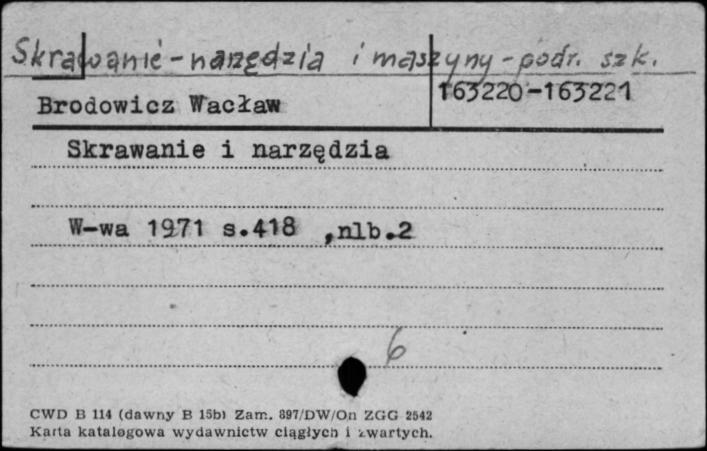 Skrawanie - narzędzia i maszyny - podr. szk.
Brodowicz Wacław
163220-163221
Skrawanie i narzędzia
W-wa 1971 s.418 ,nlb.2
6
CWD B 114 (dawny B 15b) Zam. 897/DW/On ZGG 2542
Karta katalogowa wydawnictw ciągłych i zwartych.